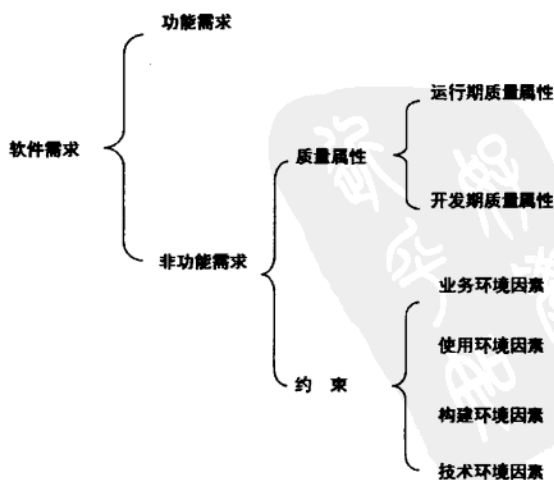 功能需求
运行期质量属性
软件需求
质量属性
开发期质量属性
非功能需求
业务环境因素
使用环境因素
约 束
构建环境因素
技术环境因素